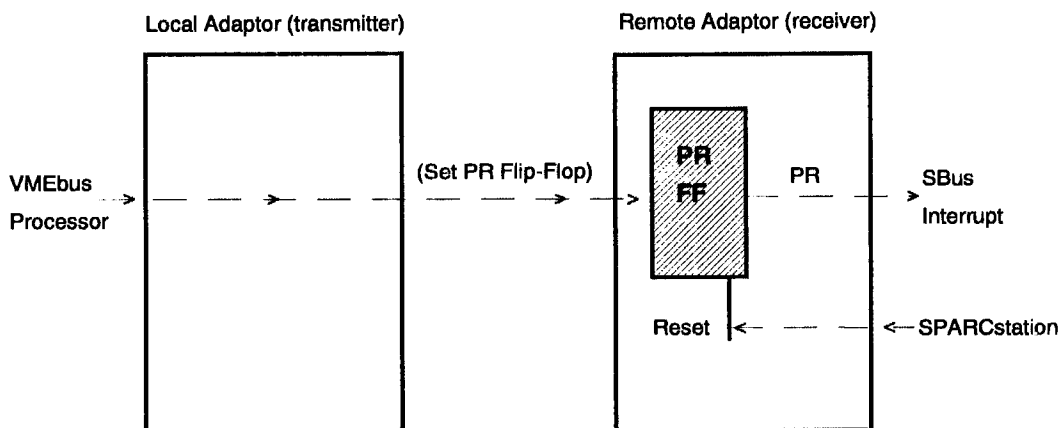 Local Adaptor (transmitter)
Remote Adaptor (receiver)
VMEbus
Processor
(Set PR Flip-Flop)
PR
FF
PR
SBus
Interrupt
Reset
SPARCstation